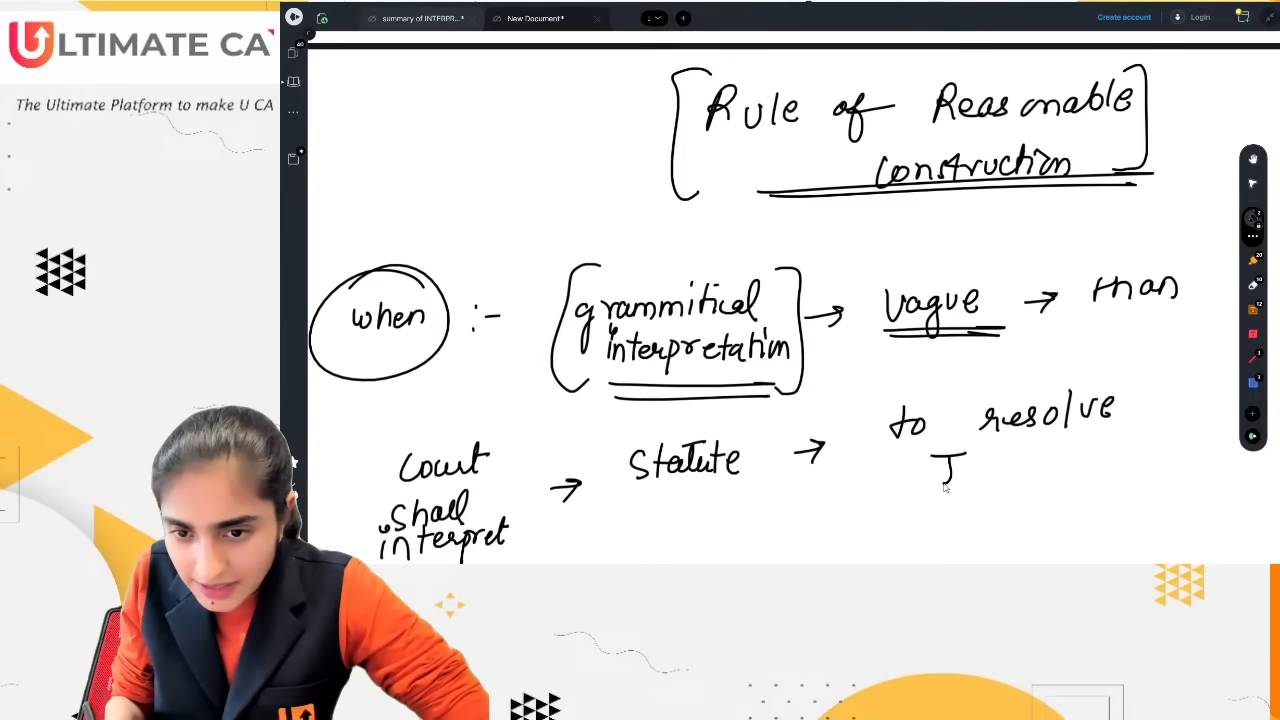 ULTIMATE CA
The Ultimate Platform to make U CA
summary of INTERPR...*
New Document*
2
Create account
Login
Rule of Reasonable
construction
when :- grammitical interpretation → vague → than
court shall interpret → statute → to resolve
I